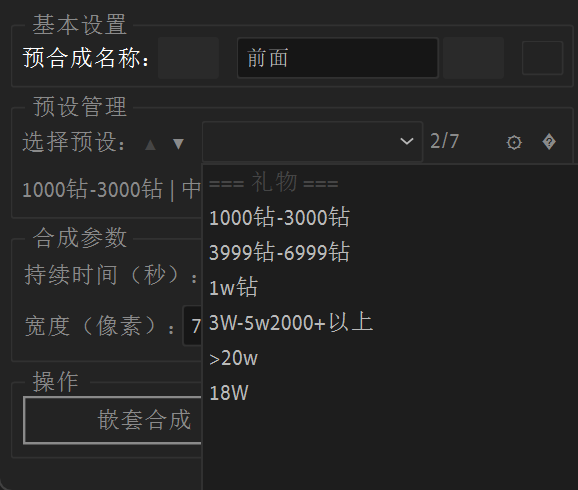 基本设置
预合成名称: 前面
预设管理
选择预设: ▲ ▼ 2/7
1000钻-3000钻 | 中
=== 礼物 ===
1000钻-3000钻
3999钻-6999钻
1w钻
3W-5w2000+以上
>20w
18W
合成参数
持续时间（秒）:
宽度（像素）: 7
操作
嵌套合成